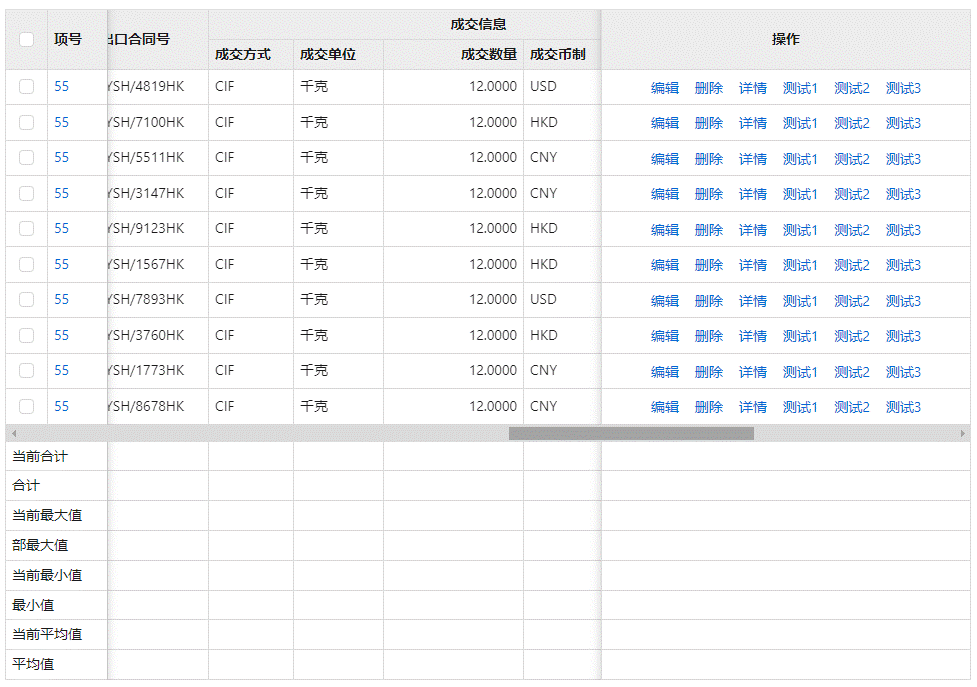 项号 出口合同号 成交信息 操作
成交方式 成交单位 成交数量 成交币制
55 YSH/4819HK CIF 千克 12.0000 USD 编辑 删除 详情 测试1 测试2 测试3
55 YSH/7100HK CIF 千克 12.0000 HKD 编辑 删除 详情 测试1 测试2 测试3
55 YSH/5511HK CIF 千克 12.0000 CNY 编辑 删除 详情 测试1 测试2 测试3
55 YSH/3147HK CIF 千克 12.0000 CNY 编辑 删除 详情 测试1 测试2 测试3
55 YSH/9123HK CIF 千克 12.0000 HKD 编辑 删除 详情 测试1 测试2 测试3
55 YSH/1567HK CIF 千克 12.0000 HKD 编辑 删除 详情 测试1 测试2 测试3
55 YSH/7893HK CIF 千克 12.0000 USD 编辑 删除 详情 测试1 测试2 测试3
55 YSH/3760HK CIF 千克 12.0000 HKD 编辑 删除 详情 测试1 测试2 测试3
55 YSH/1773HK CIF 千克 12.0000 CNY 编辑 删除 详情 测试1 测试2 测试3
55 YSH/8678HK CIF 千克 12.0000 CNY 编辑 删除 详情 测试1 测试2 测试3
当前合计
合计
当前最大值
部最大值
当前最小值
最小值
当前平均值
平均值